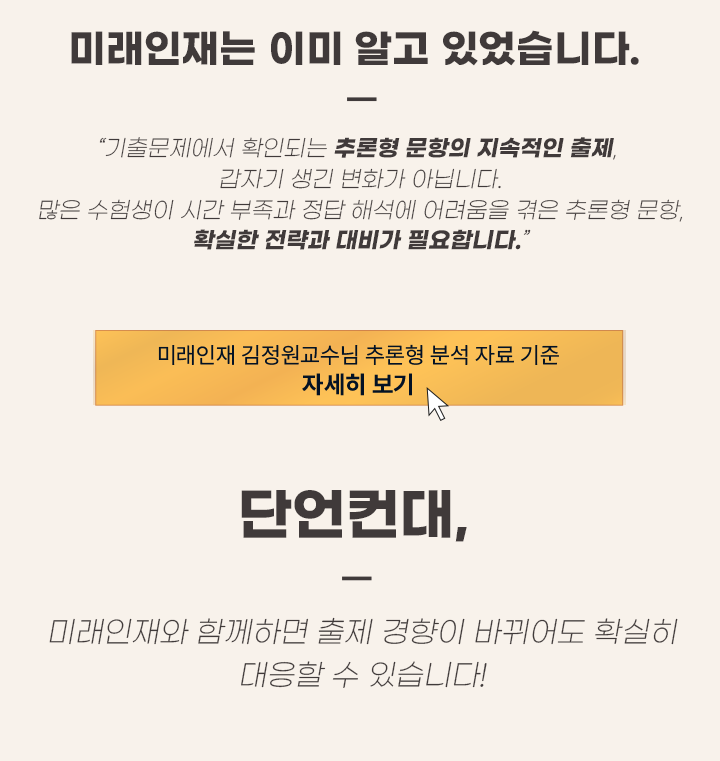 미래인재는 이미 알고 있었습니다.
“기출문제에서 확인되는 추론형 문항의 지속적인 출제,
갑자기 생긴 변화가 아닙니다.
많은 수험생이 시간 부족과 정답 해석에 어려움을 겪은 추론형 문항,
확실한 전략과 대비가 필요합니다.”
미래인재 김정원교수님 추론형 분석 자료 기준
자세히 보기
단언컨대,
미래인재와 함께하면 출제 경향이 바뀌어도 확실히
대응할 수 있습니다!